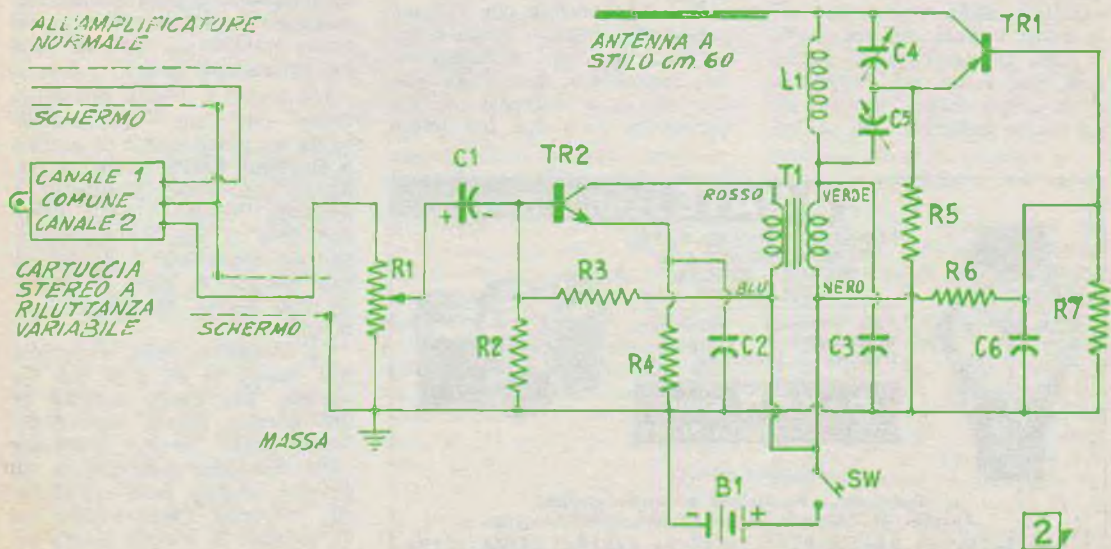 ALL'AMPLIFICATORE
NORMALE
SCHERMO
CANALE 1
COMUNE
CANALE 2
CARTUCCIA
STEREO A
RILUTTANZA
VARIABILE
SCHERMO
MASSA
R1
C1
TR2
R2
R3
R4
C2
ROSSO
BLU
T1
VERDE
NERO
ANTENNA A
STILO cm. 60
L1
C4
C5
TR1
R5
R6
C3
C6
R7
B1
- +
+ -
SW
2